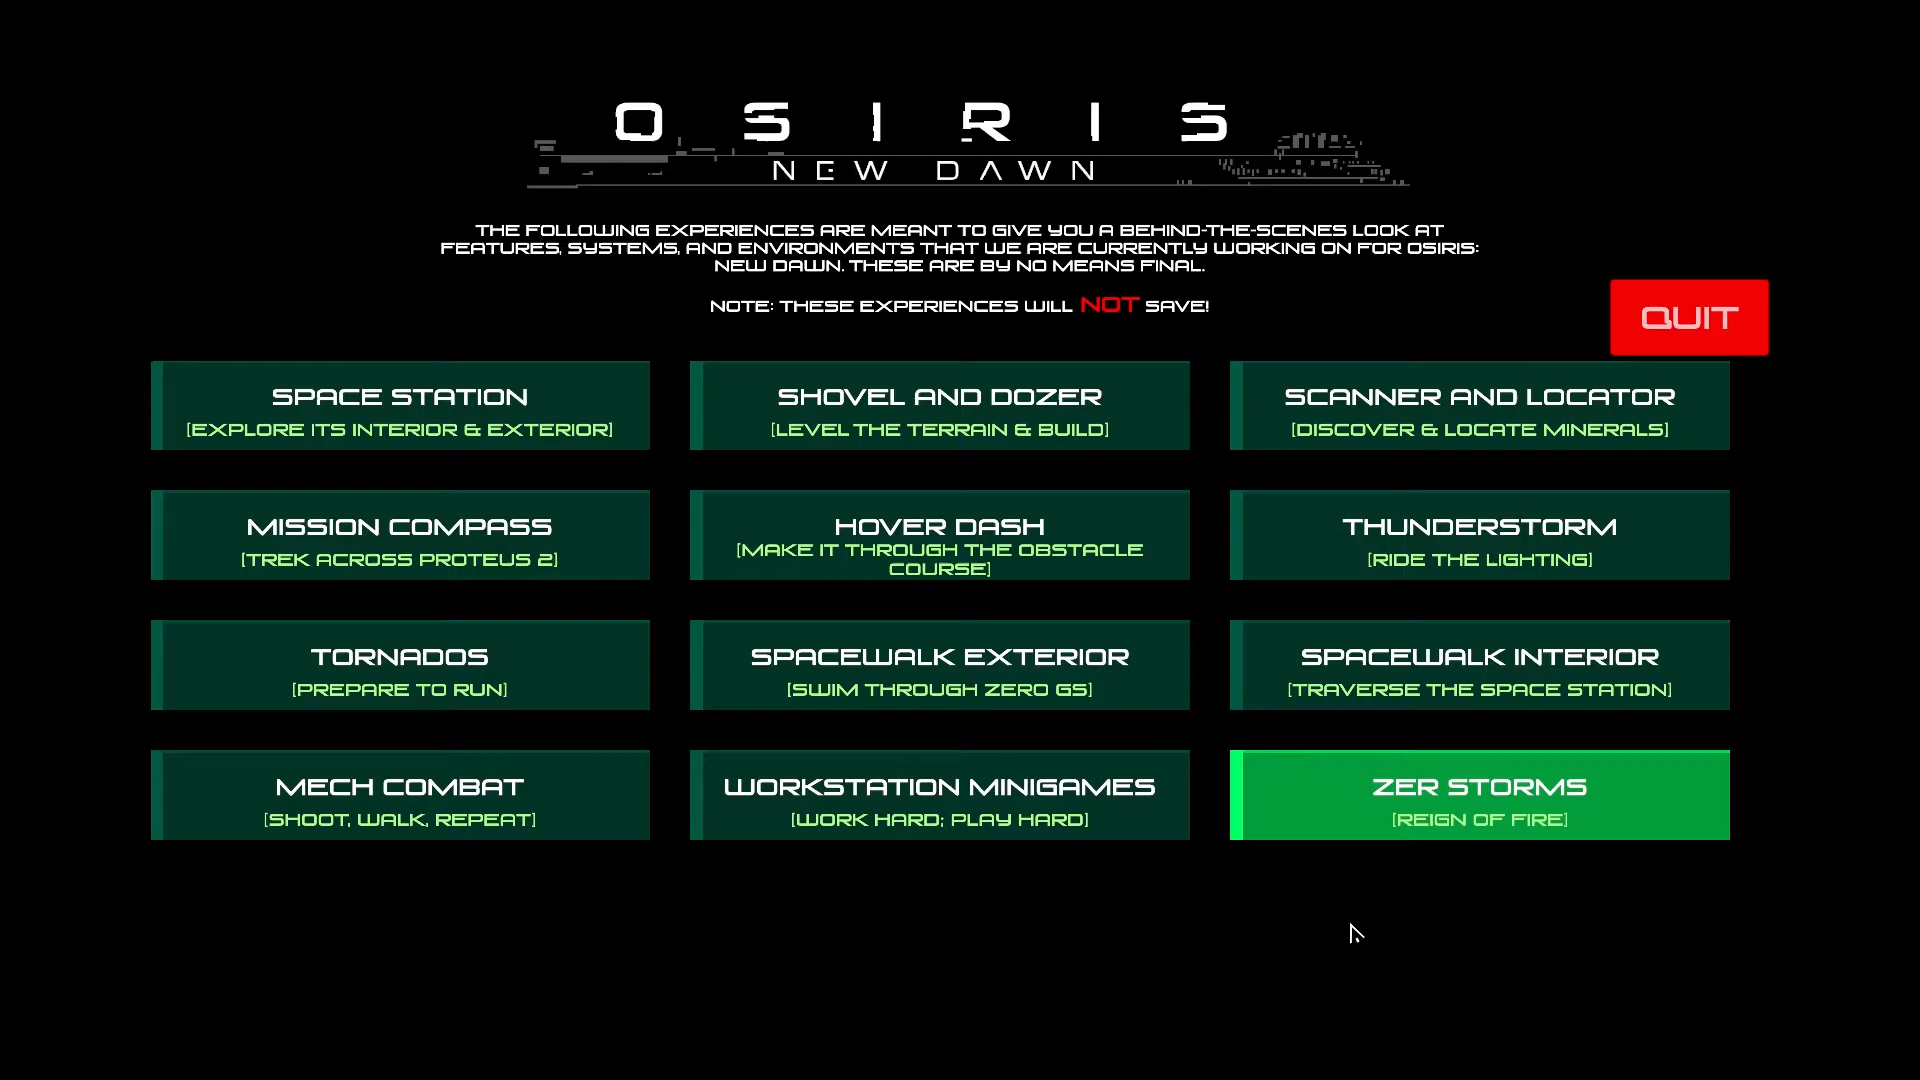 OSIRIS
NEW DAWN
THE FOLLOWING EXPERIENCES ARE MEANT TO GIVE YOU A BEHIND-THE-SCENES LOOK AT
FEATURES, SYSTEMS, AND ENVIRONMENTS THAT WE ARE CURRENTLY WORKING ON FOR OSIRIS:
NEW DAWN. THESE ARE BY NO MEANS FINAL.
NOTE: THESE EXPERIENCES WILL NOT SAVE!
QUIT
SPACE STATION
[EXPLORE ITS INTERIOR & EXTERIOR]
SHOVEL AND DOZER
[LEVEL THE TERRAIN & BUILD]
SCANNER AND LOCATOR
[DISCOVER & LOCATE MINERALS]
MISSION COMPASS
[TREK ACROSS PROTEUS 2]
HOVER DASH
[MAKE IT THROUGH THE OBSTACLE
COURSE]
THUNDERSTORM
[RIDE THE LIGHTING]
TORNADOS
[PREPARE TO RUN]
SPACEWALK EXTERIOR
[SWIM THROUGH ZERO GS]
SPACEWALK INTERIOR
[TRAVERSE THE SPACE STATION]
MECH COMBAT
[SHOOT, WALK, REPEAT]
WORKSTATION MINIGAMES
[WORK HARD; PLAY HARD]
ZER STORMS
[REIGN OF FIRE]